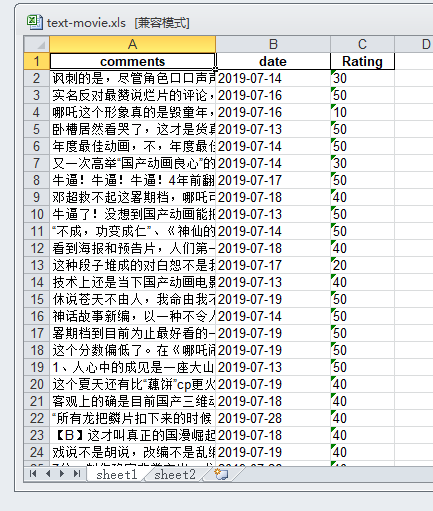 text-movie.xls [兼容模式]
A B C D
1 comments date Rating
2 讽刺的是，尽管角色口口声声 2019-07-14 30
3 实名反对最赞说烂片的评论， 2019-07-16 50
4 哪吒这个形象真的是毁童年， 2019-07-16 10
5 卧槽居然看哭了，这才是货真 2019-07-13 50
6 年度最佳动画，不，年度最佳 2019-07-14 50
7 又一次高举“国产动画良心”的 2019-07-14 30
8 牛逼！牛逼！牛逼！4年前翻 2019-07-17 50
9 邓超救不起这暑期档，哪吒可 2019-07-18 40
10 牛逼了！没想到国产动画能拍 2019-07-13 50
11 “不成，功变成仁”、《神仙的 2019-07-14 50
12 看到海报和预告片，人们第一 2019-07-18 40
13 这种段子堆成的对白恕不是我 2019-07-17 20
14 技术上还是当下国产动画电影 2019-07-13 40
15 休说苍天不由人，我命由我不 2019-07-19 50
16 神话故事新编，以一种不令人 2019-07-14 50
17 暑期档到目前为止最好看的一 2019-07-19 50
18 这个分数偏低了。在《哪吒闹 2019-07-19 50
19 1、人心中的成见是一座大山 2019-07-13 50
20 这个夏天还有比“藕饼”cp更火 2019-07-19 40
21 客观上的确是目前国产三维动 2019-07-18 40
22 “所有龙把鳞片扣下来的时候 2019-07-28 40
23 【B】这才叫真正的国漫崛起 2019-07-18 40
24 戏说不是胡说，改编不是乱编 2019-07-19 40
sheet1 sheet2